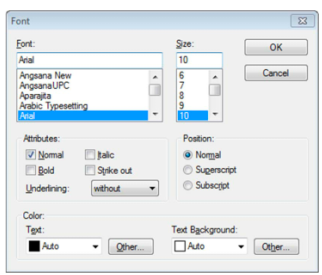 Font
Font:
Size:
Arial
10
OK
Cancel
Angsana New
AngsanaUPC
Aparajita
Arabic Typesetting
Arial
6
7
8
9
10
Attributes:
Normal
Italic
Bold
Strike out
Underlining:
without
Position:
Normal
Superscript
Subscript
Color:
Text:
Auto
Other...
Text Background:
Auto
Other...